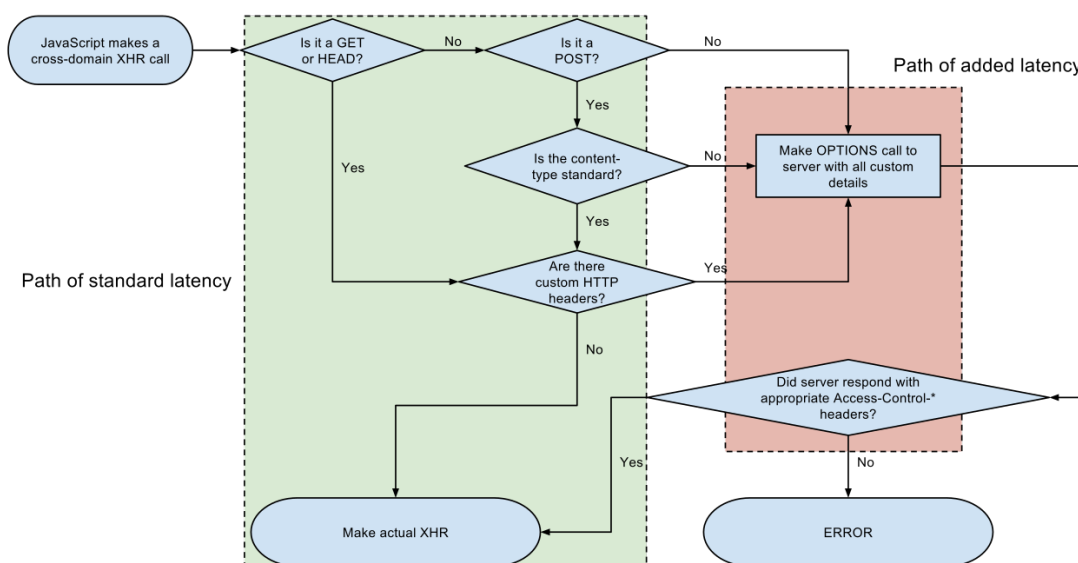 JavaScript makes a
cross-domain XHR call
Is it a GET
or HEAD?
No
Is it a
POST?
No
Path of added latency
Yes
Yes
Is the content-
type standard?
No
Make OPTIONS call to
server with all custom
details
Yes
Path of standard latency
Are there
custom HTTP
headers?
Yes
No
Did server respond with
appropriate Access-Control-*
headers?
Yes
No
Make actual XHR
ERROR